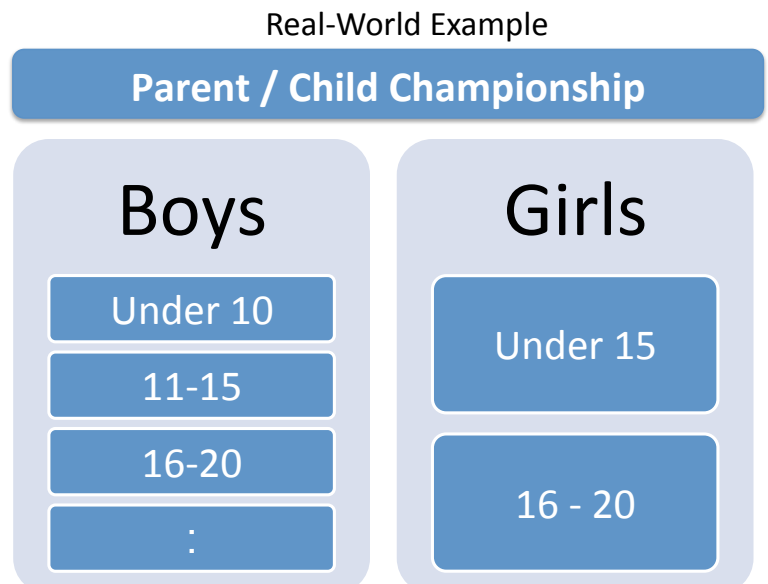 Real-World Example
Parent / Child Championship
Boys
Under 10
11-15
16-20
:
Girls
Under 15
16 - 20